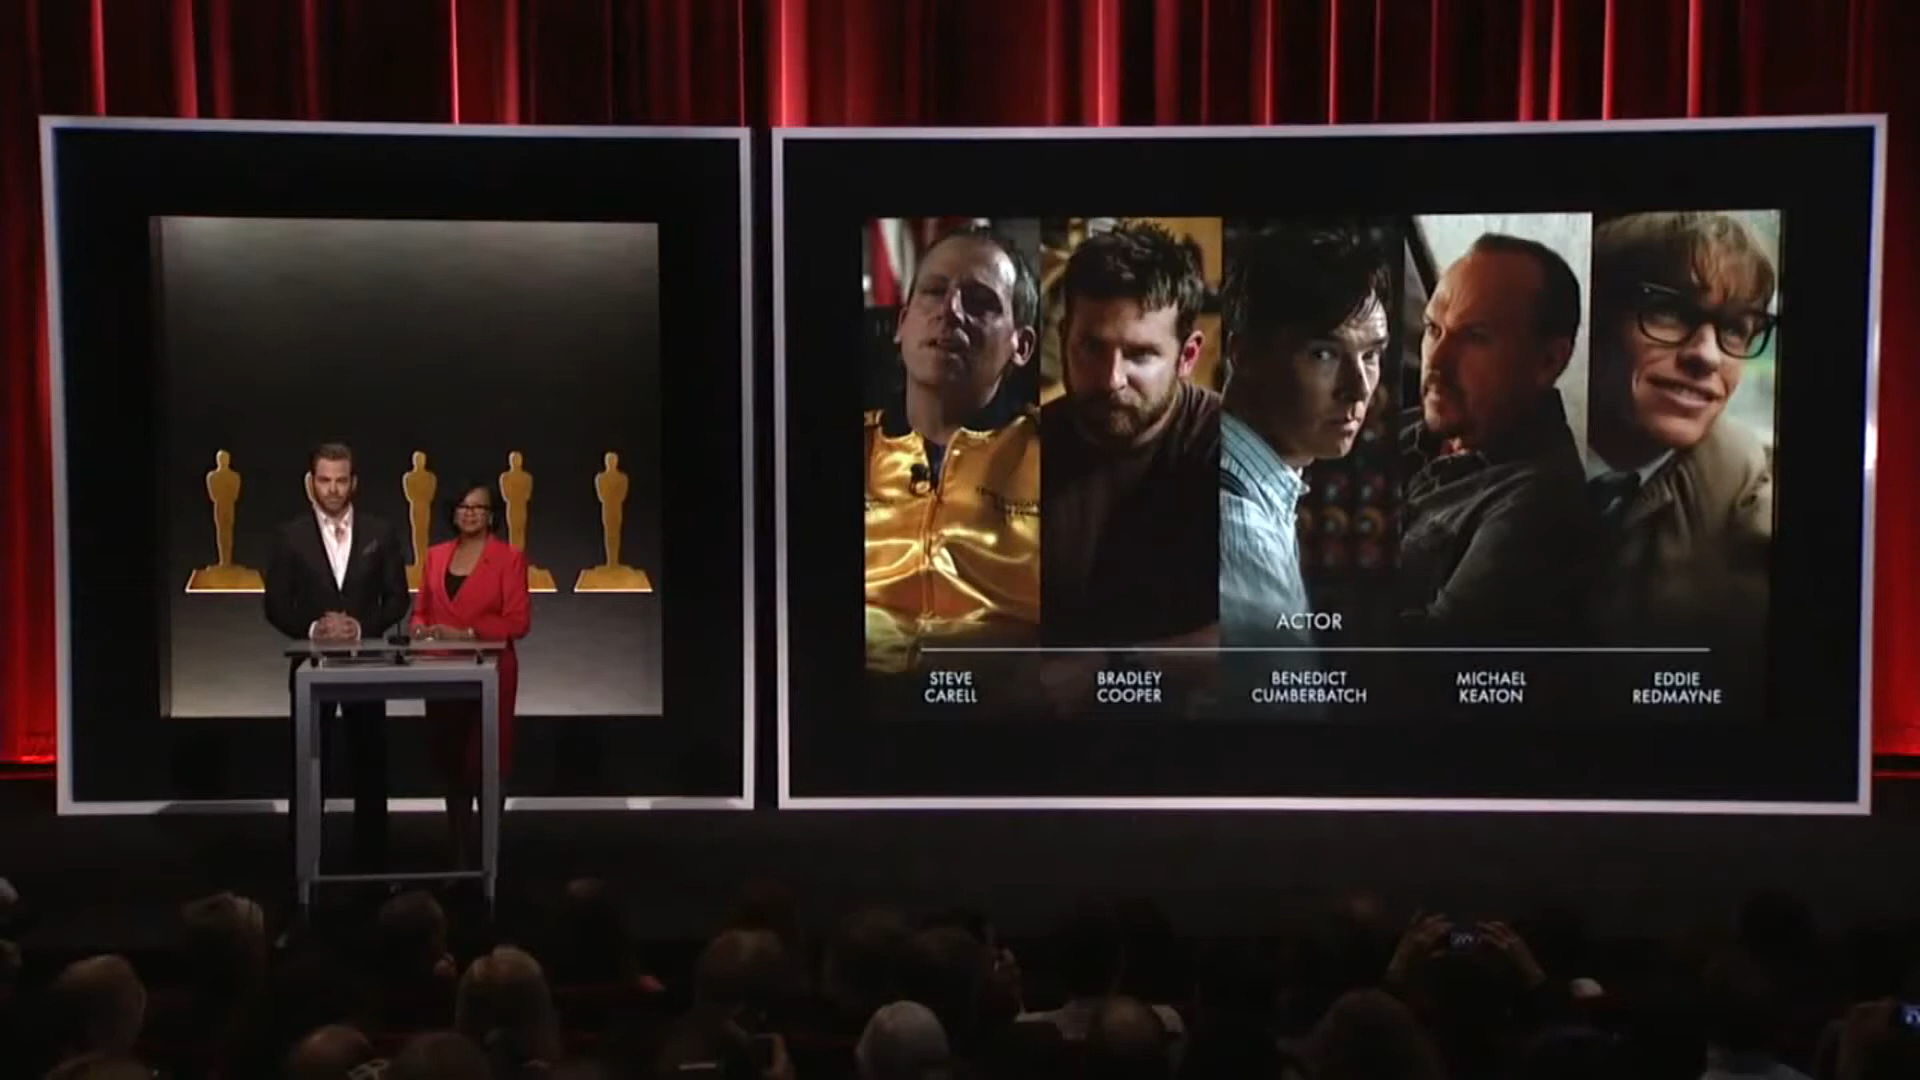 ACTOR
STEVE
CARELL
BRADLEY
COOPER
BENEDICT
CUMBERBATCH
MICHAEL
KEATON
EDDIE
REDMAYNE